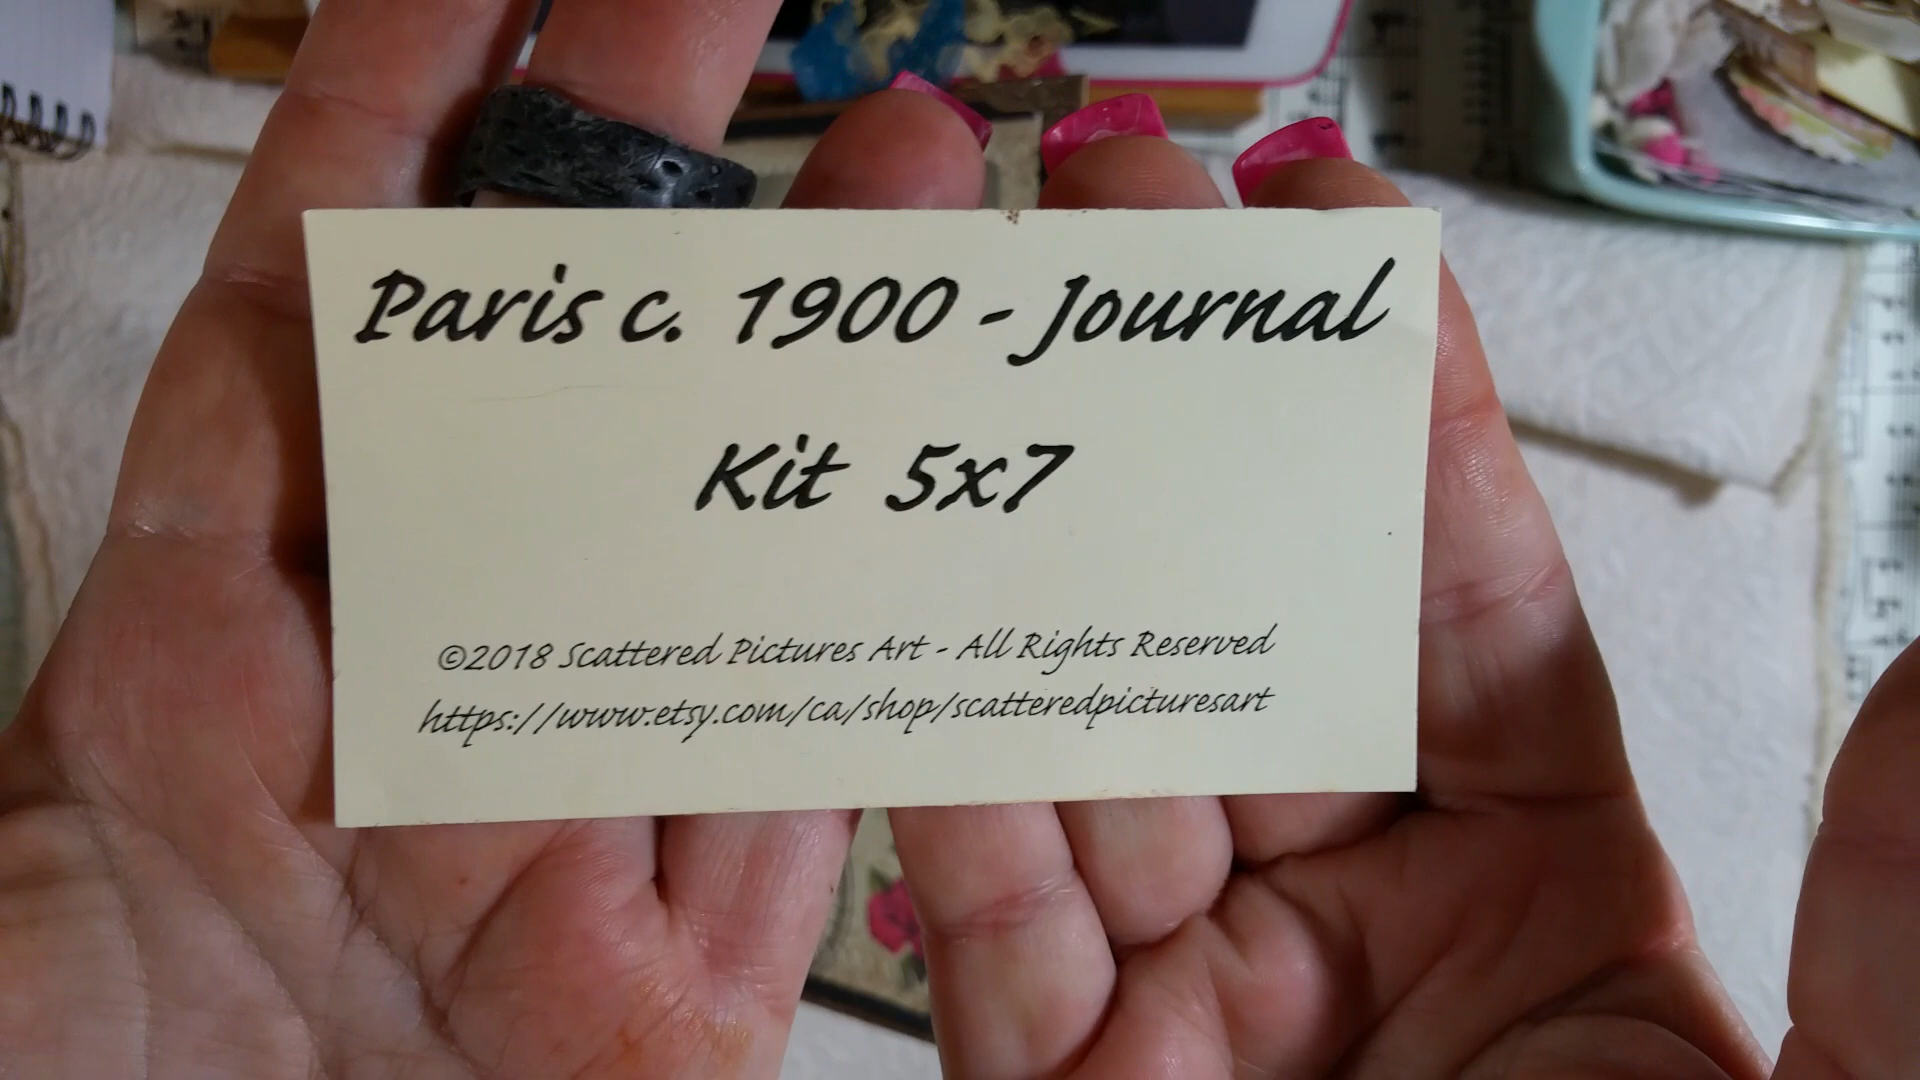 Paris c. 1900 - Journal
Kit 5x7
©2018 Scattered Pictures Art - All Rights Reserved
https://www.etsy.com/ca/shop/scatteredpicturesart